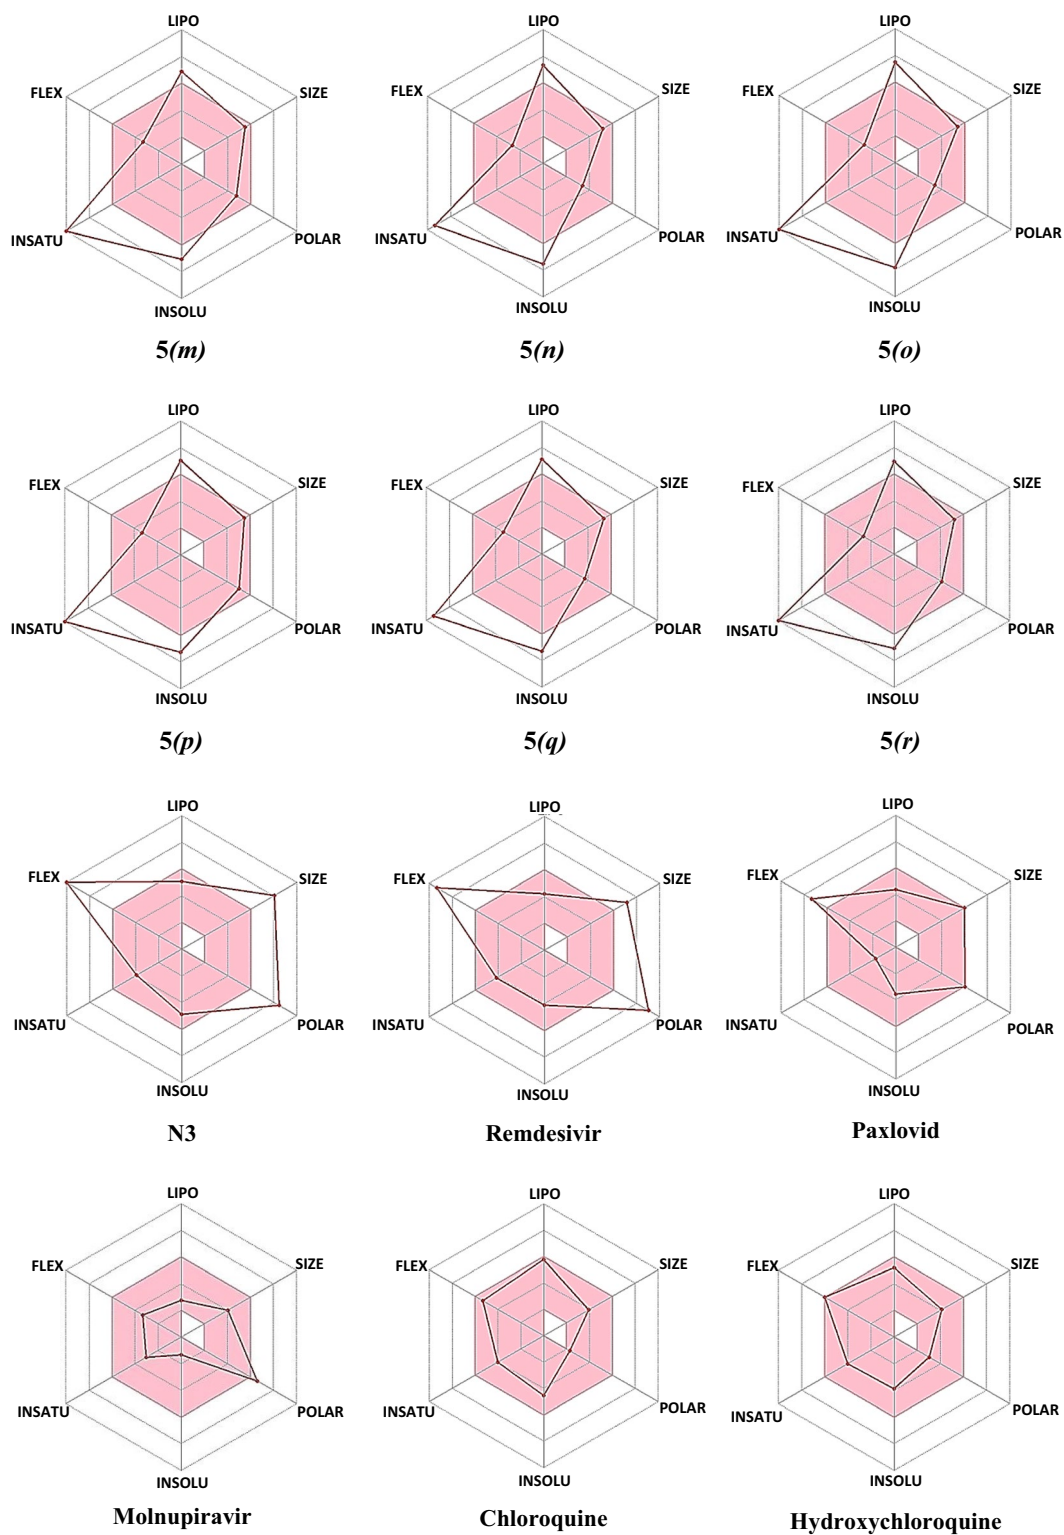 LIPO LIPO LIPO
FLEX SIZE FLEX SIZE FLEX SIZE
INSATU POLAR INSATU POLAR INSATU POLAR
INSOLU INSOLU INSOLU
5(m) 5(n) 5(o)
LIPO LIPO LIPO
FLEX SIZE FLEX SIZE FLEX SIZE
INSATU POLAR INSATU POLAR INSATU POLAR
INSOLU INSOLU INSOLU
5(p) 5(q) 5(r)
LIPO LIPO LIPO
FLEX SIZE FLEX SIZE FLEX SIZE
INSATU POLAR INSATU POLAR INSATU POLAR
INSOLU INSOLU INSOLU
N3 Remdesivir Paxlovid
LIPO LIPO LIPO
FLEX SIZE FLEX SIZE FLEX SIZE
INSATU POLAR INSATU POLAR INSATU POLAR
INSOLU INSOLU INSOLU
Molnupiravir Chloroquine Hydroxychloroquine